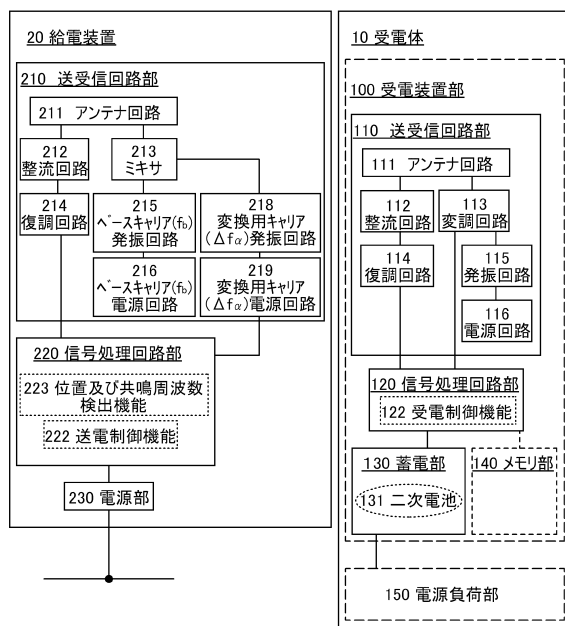 20 給電装置
210 送受信回路部
211 アンテナ回路
212
整流回路
213
ミキサ
214
復調回路
215
ベースキャリア(fb)
発振回路
218
変換用キャリア
(Δfα)発振回路
216
ベースキャリア(fb)
電源回路
219
変換用キャリア
(Δfα)電源回路
220 信号処理回路部
223 位置及び共鳴周波数
検出機能
222 送電制御機能
230 電源部
10 受電体
100 受電装置部
110 送受信回路部
111 アンテナ回路
112
整流回路
113
変調回路
114
復調回路
115
発振回路
116
電源回路
120 信号処理回路部
122 受電制御機能
130 蓄電部
131 二次電池
140 メモリ部
150 電源負荷部